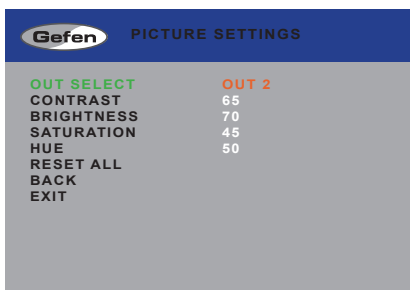 Gefen PICTURE SETTINGS
OUT SELECT OUT 2
CONTRAST 65
BRIGHTNESS 70
SATURATION 45
HUE 50
RESET ALL
BACK
EXIT